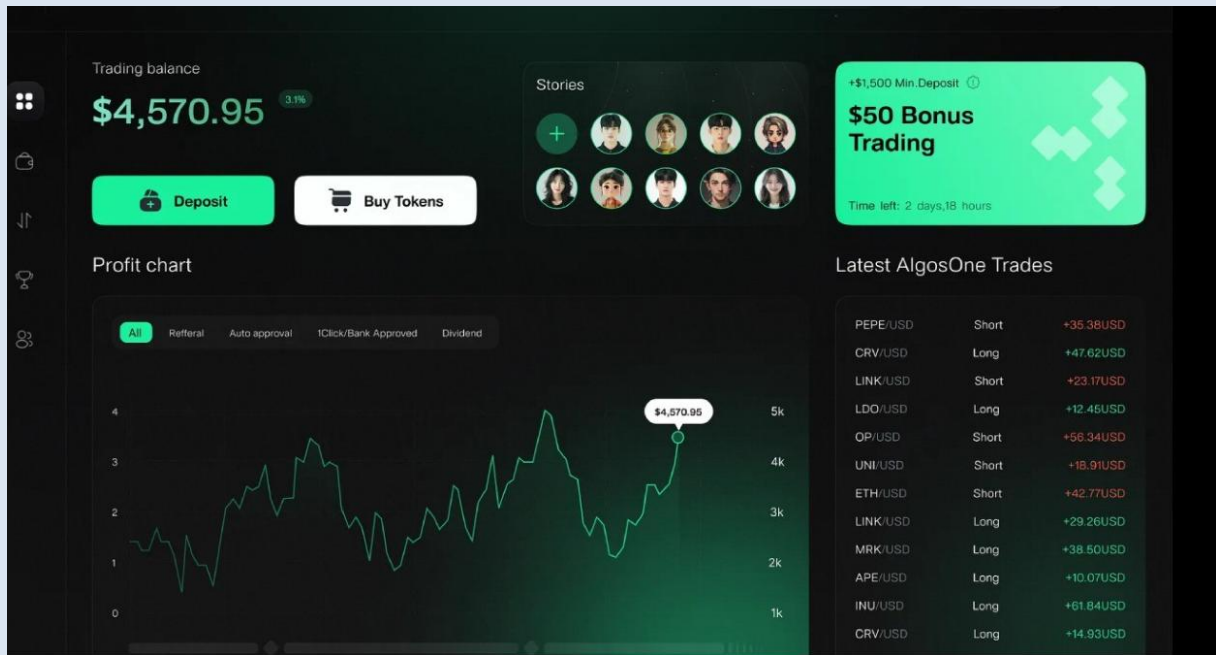 Trading balance
$4,570.95
3.1%
Deposit
Buy Tokens
Stories
+$1,500 Min.Deposit
$50 Bonus
Trading
Time left: 2 days,18 hours
Profit chart
All
Refferal
Auto approval
1Click/Bank Approved
Dividend
4
3
2
1
0
$4,570.95
5k
4k
3k
2k
1k
Latest AlgosOne Trades
PEPE/USD Short +35.38USD
CRV/USD Long +47.62USD
LINK/USD Short +23.17USD
LDO/USD Long +12.45USD
OP/USD Short +56.34USD
UNI/USD Short +18.91USD
ETH/USD Short +42.77USD
LINK/USD Long +29.26USD
MRK/USD Long +38.50USD
APE/USD Long +10.07USD
INU/USD Long +61.84USD
CRV/USD Long +14.93USD